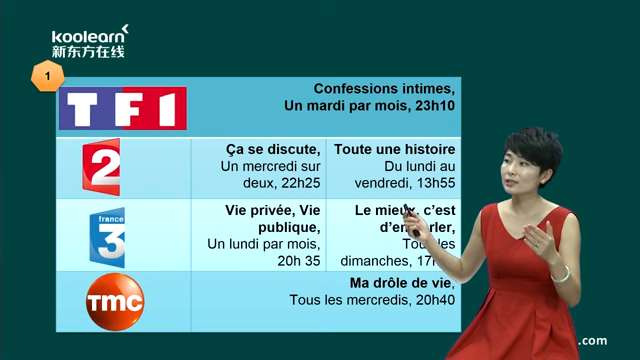 koolearn
新东方在线
1
TF1
Confessions intimes,
Un mardi par mois, 23h10
2
Ça se discute,
Un mercredi sur
deux, 22h25
Toute une histoire
Du lundi au
vendredi, 13h55
france
3
Vie privée, Vie
publique,
Un lundi par mois,
20h 35
Le mieux, c'est
les
dimanches,
TMC
Ma drôle de vie,
Tous les mercredis, 20h40
.com